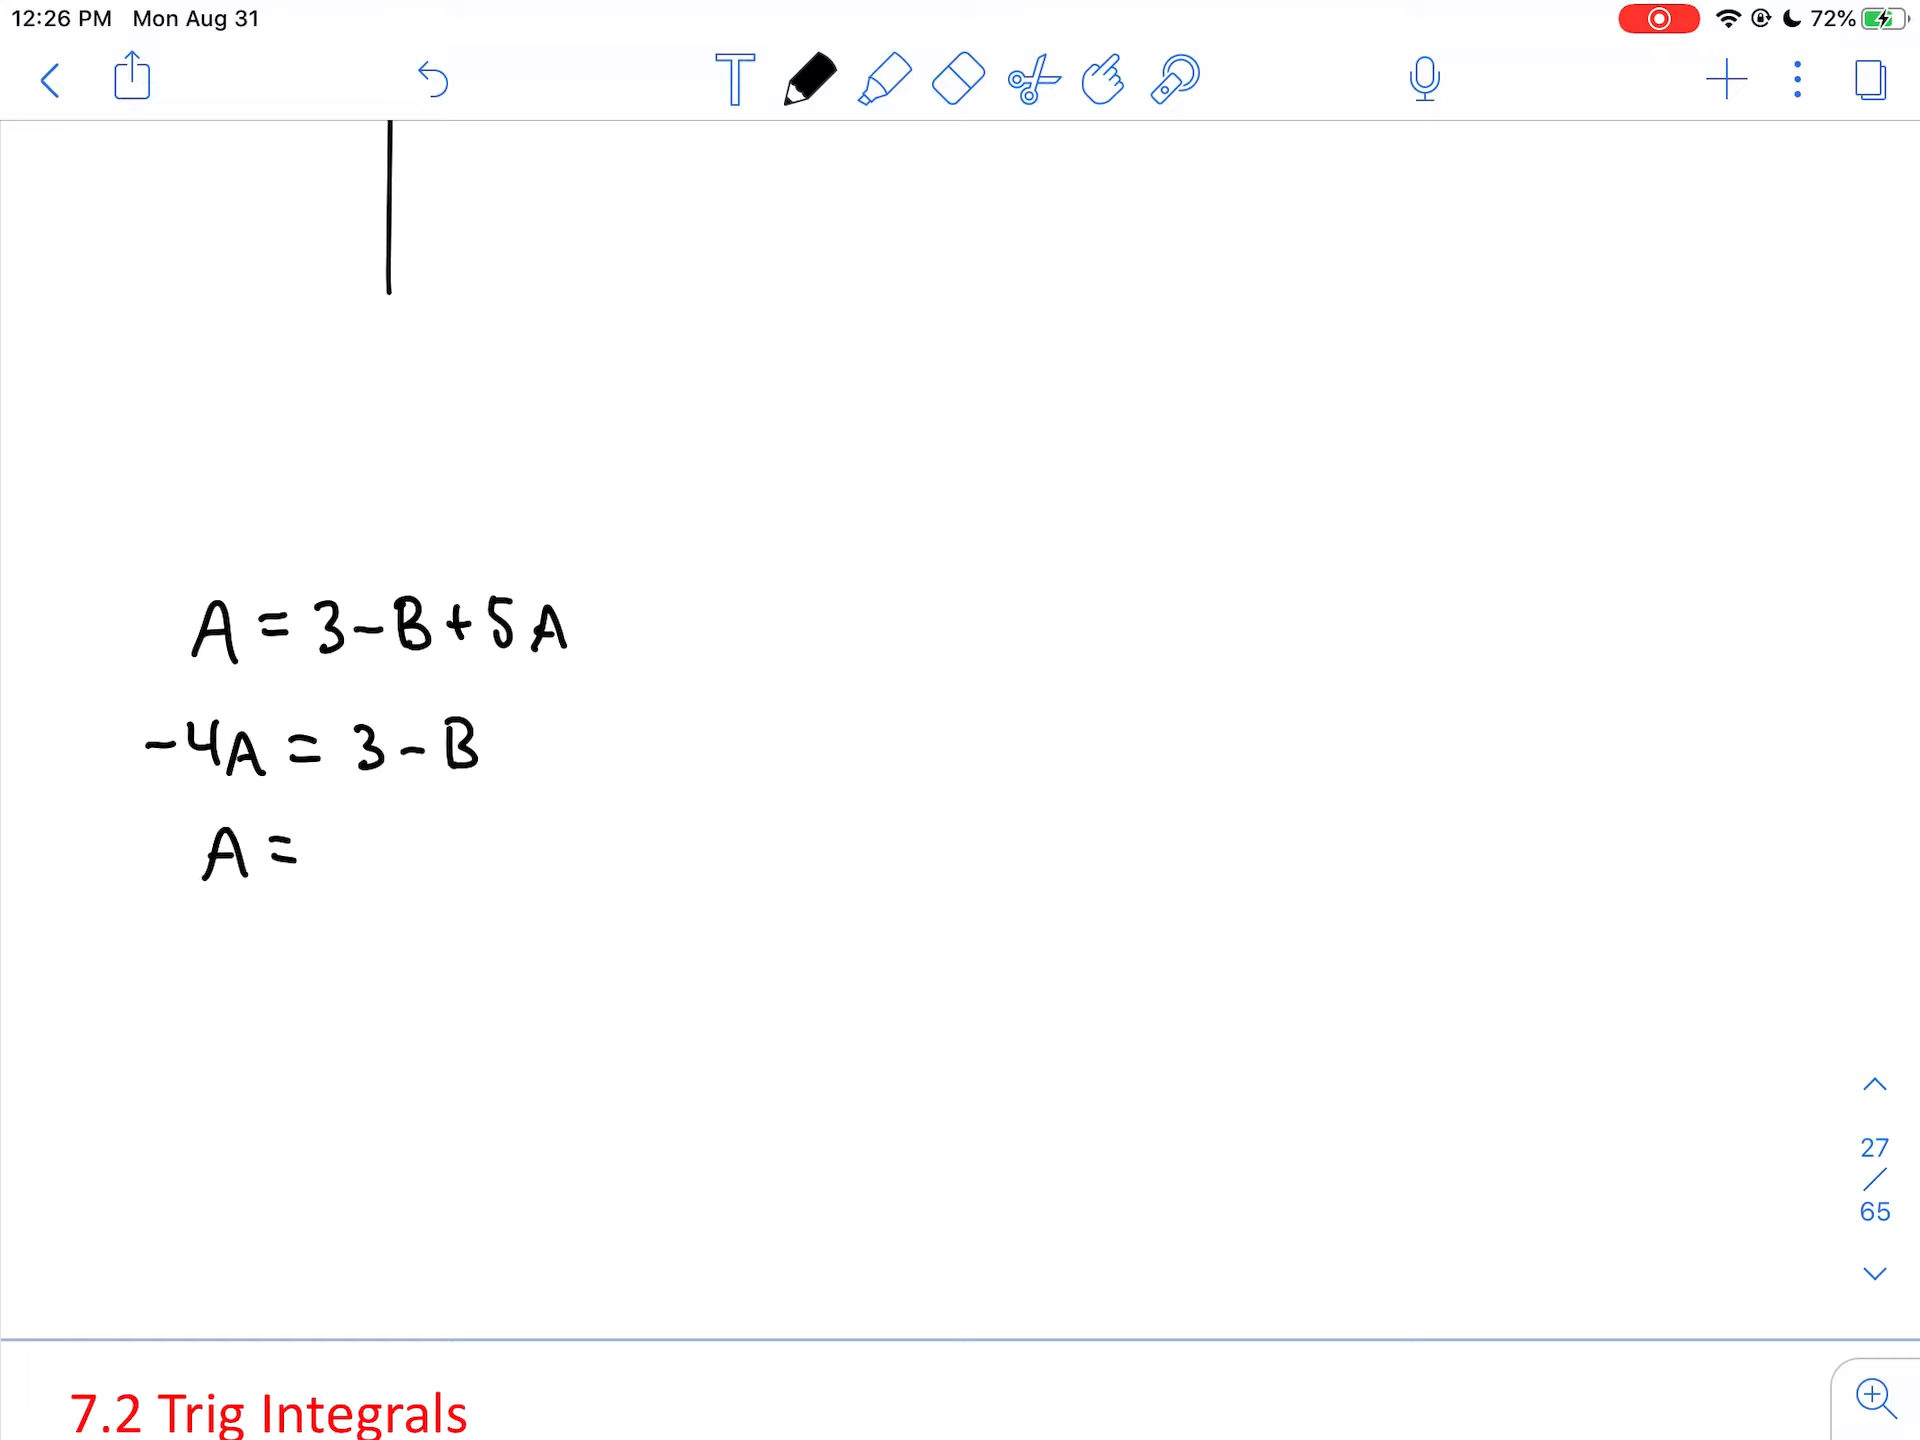 12:26 PM Mon Aug 31 72%
T
A = 3 - B + 5A
-4A = 3 - B
A =
27
/
65
7.2 Trig Integrals